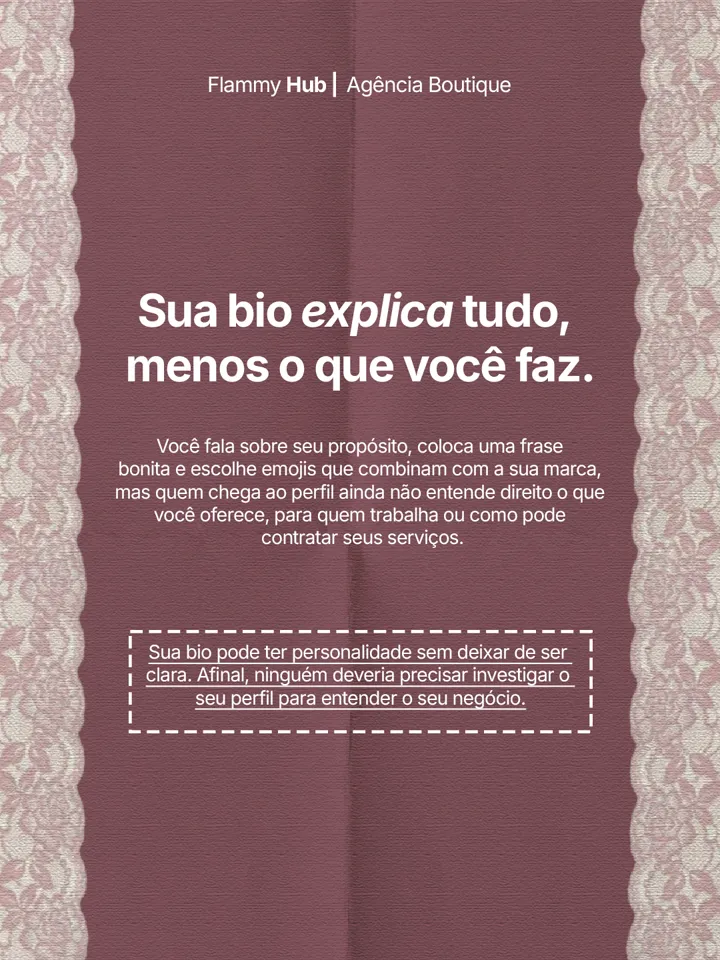 Flammy Hub | Agência Boutique
Sua bio explica tudo,
menos o que você faz.
Você fala sobre seu propósito, coloca uma frase
bonita e escolhe emojis que combinam com a sua marca,
mas quem chega ao perfil ainda não entende direito o que
você oferece, para quem trabalha ou como pode
contratar seus serviços.
Sua bio pode ter personalidade sem deixar de ser
clara. Afinal, ninguém deveria precisar investigar o
seu perfil para entender o seu negócio.